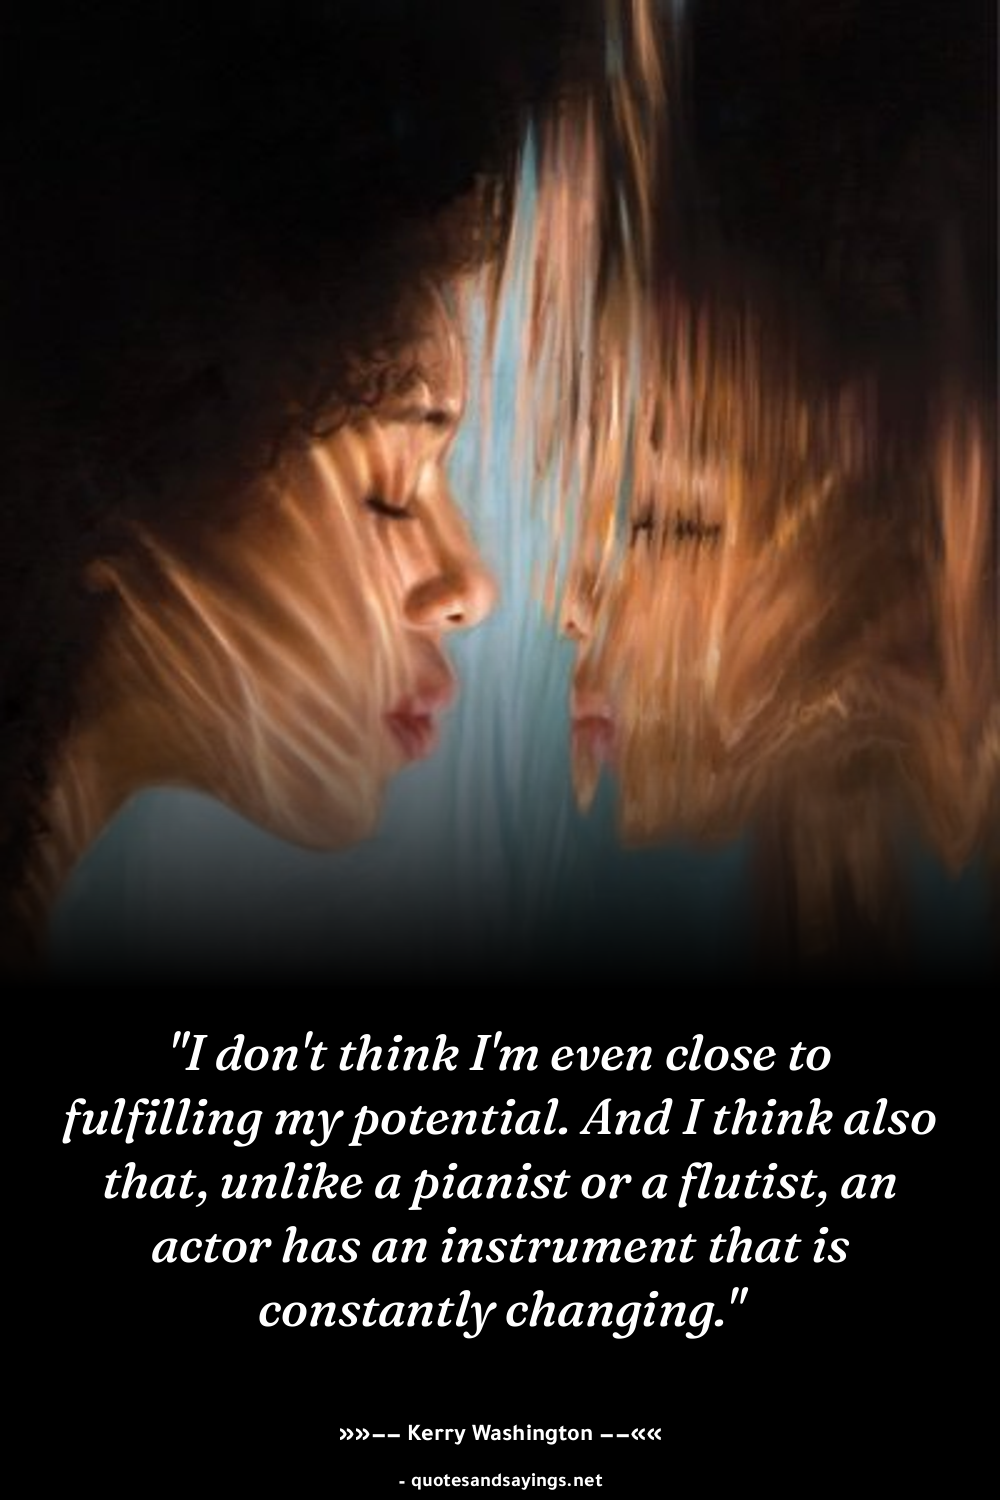 "I don't think I'm even close to
fulfilling my potential. And I think also
that, unlike a pianist or a flutist, an
actor has an instrument that is
constantly changing."
»»–– Kerry Washington ––««
- quotesandsayings.net